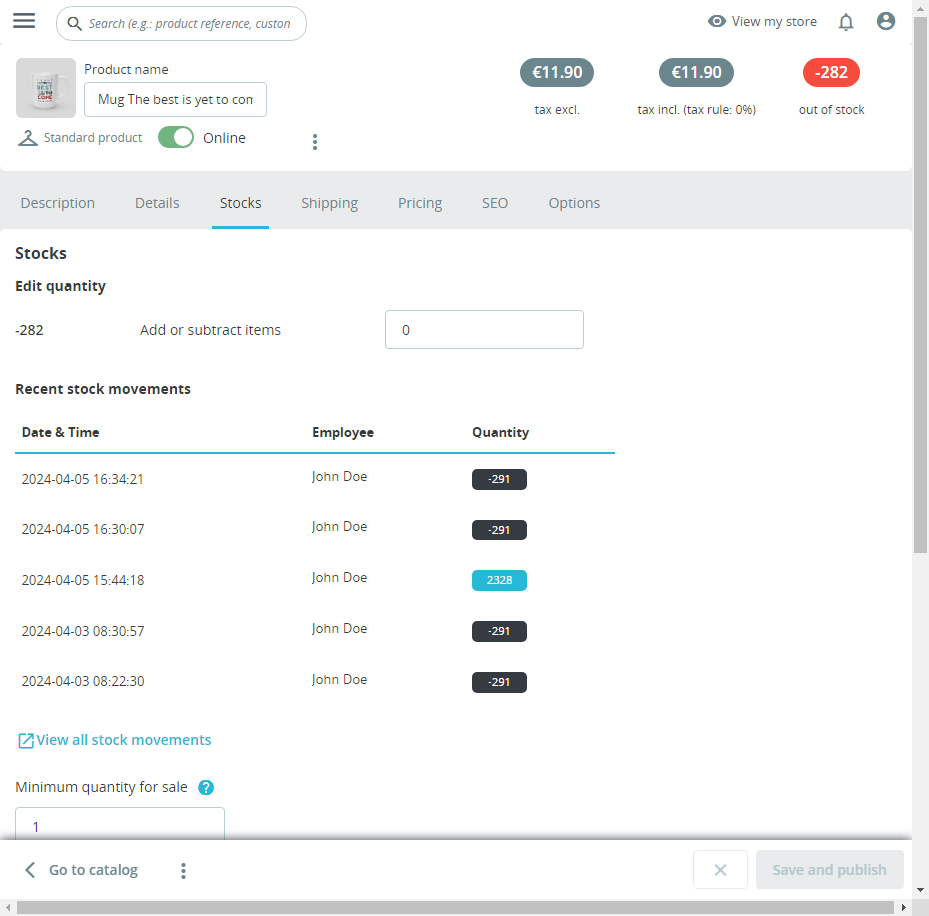 Search (e.g.: product reference, custon
View my store
Product name
Mug The best is yet to con
€11.90
€11.90
-282
tax excl.
tax incl. (tax rule: 0%)
out of stock
BEST
COME
Standard product
Online
Description
Details
Stocks
Shipping
Pricing
SEO
Options
Stocks
Edit quantity
-282
Add or subtract items
0
Recent stock movements
Date & Time
Employee
Quantity
2024-04-05 16:34:21
John Doe
-291
2024-04-05 16:30:07
John Doe
-291
2024-04-05 15:44:18
John Doe
2328
2024-04-03 08:30:57
John Doe
-291
2024-04-03 08:22:30
John Doe
-291
View all stock movements
Minimum quantity for sale ?
1
Go to catalog
Save and publish